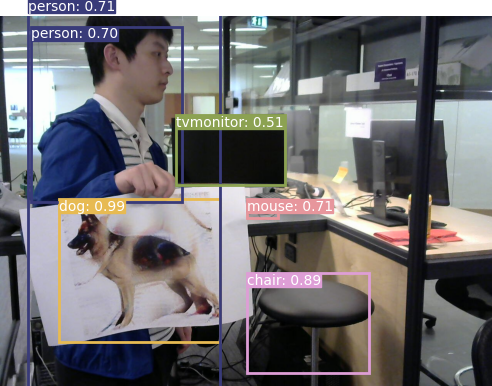 person: 0.71
person: 0.70
tvmonitor: 0.51
dog: 0.99
mouse: 0.71
chair: 0.89